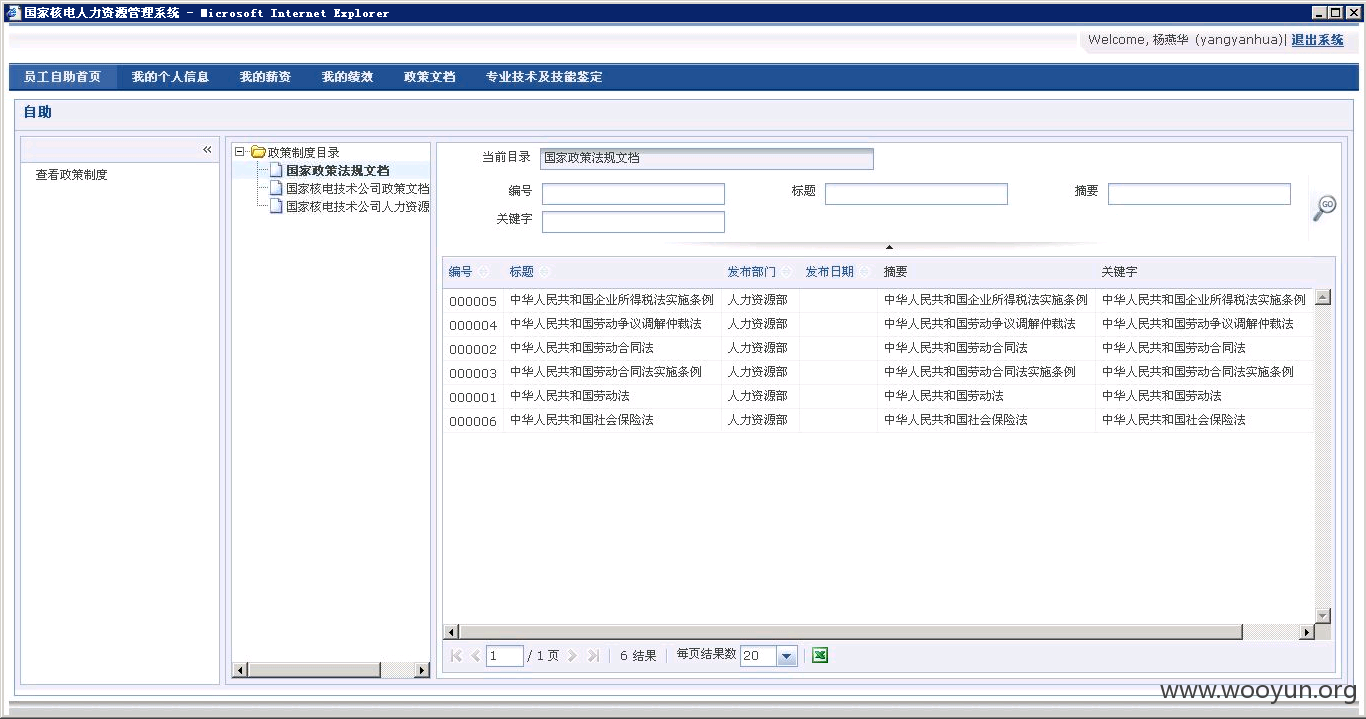 国家核电人力资源管理系统 - Microsoft Internet Explorer
Welcome, 杨燕华 (yangyanhua)| 退出系统
员工自助首页 我的个人信息 我的薪资 我的绩效 政策文档 专业技术及技能鉴定
自助
«
查看政策制度
政策制度目录
国家政策法规文档
国家核电技术公司政策文档
国家核电技术公司人力资源
当前目录 国家政策法规文档
编号 标题 摘要
GO
关键字
编号 标题 发布部门 发布日期 摘要 关键字
000005 中华人民共和国企业所得税法实施条例 人力资源部 中华人民共和国企业所得税法实施条例 中华人民共和国企业所得税法实施条例
000004 中华人民共和国劳动争议调解仲裁法 人力资源部 中华人民共和国劳动争议调解仲裁法 中华人民共和国劳动争议调解仲裁法
000002 中华人民共和国劳动合同法 人力资源部 中华人民共和国劳动合同法 中华人民共和国劳动合同法
000003 中华人民共和国劳动合同法实施条例 人力资源部 中华人民共和国劳动合同法实施条例 中华人民共和国劳动合同法实施条例
000001 中华人民共和国劳动法 人力资源部 中华人民共和国劳动法 中华人民共和国劳动法
000006 中华人民共和国社会保险法 人力资源部 中华人民共和国社会保险法 中华人民共和国社会保险法
1 / 1 页 6 结果 每页结果数 20
www.wooyun.org